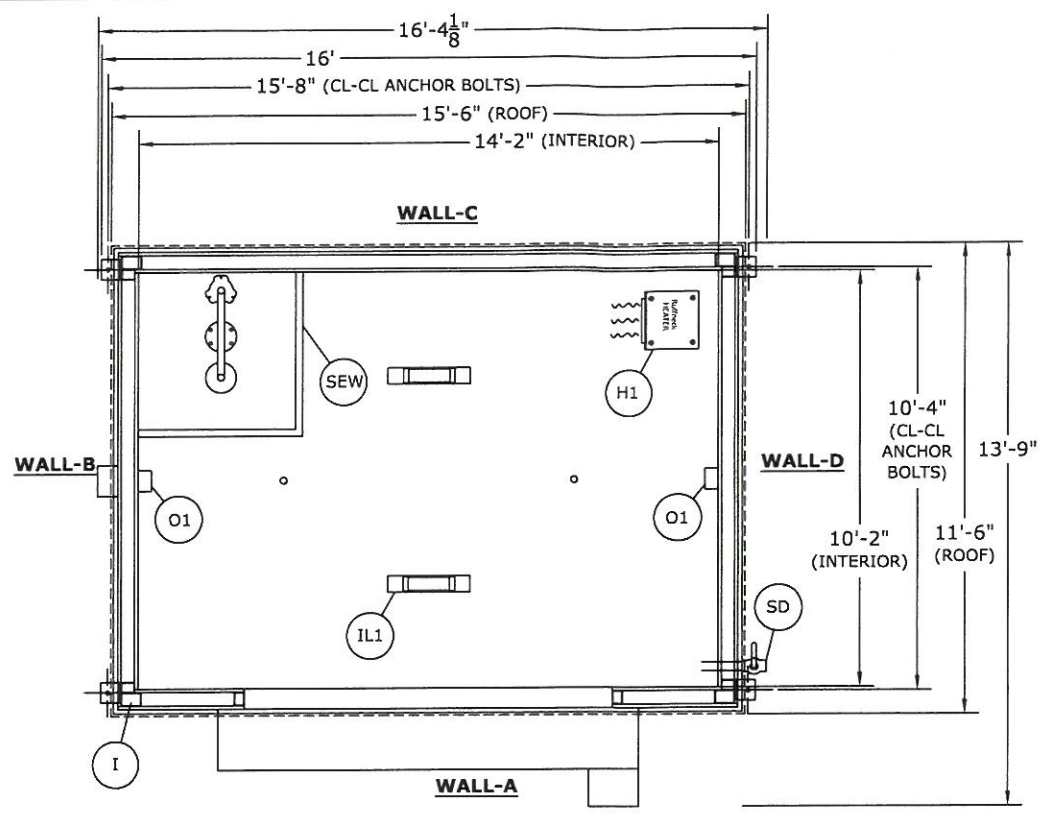 16'-4 1/8"
16'
15'-8" (CL-CL ANCHOR BOLTS)
15'-6" (ROOF)
14'-2" (INTERIOR)
WALL-C
Ruffneck
HEATER
SEW
H1
10'-4"
(CL-CL
ANCHOR
BOLTS)
13'-9"
WALL-B
WALL-D
O1
O1
10'-2"
(INTERIOR)
11'-6"
(ROOF)
SD
IL1
I
WALL-A